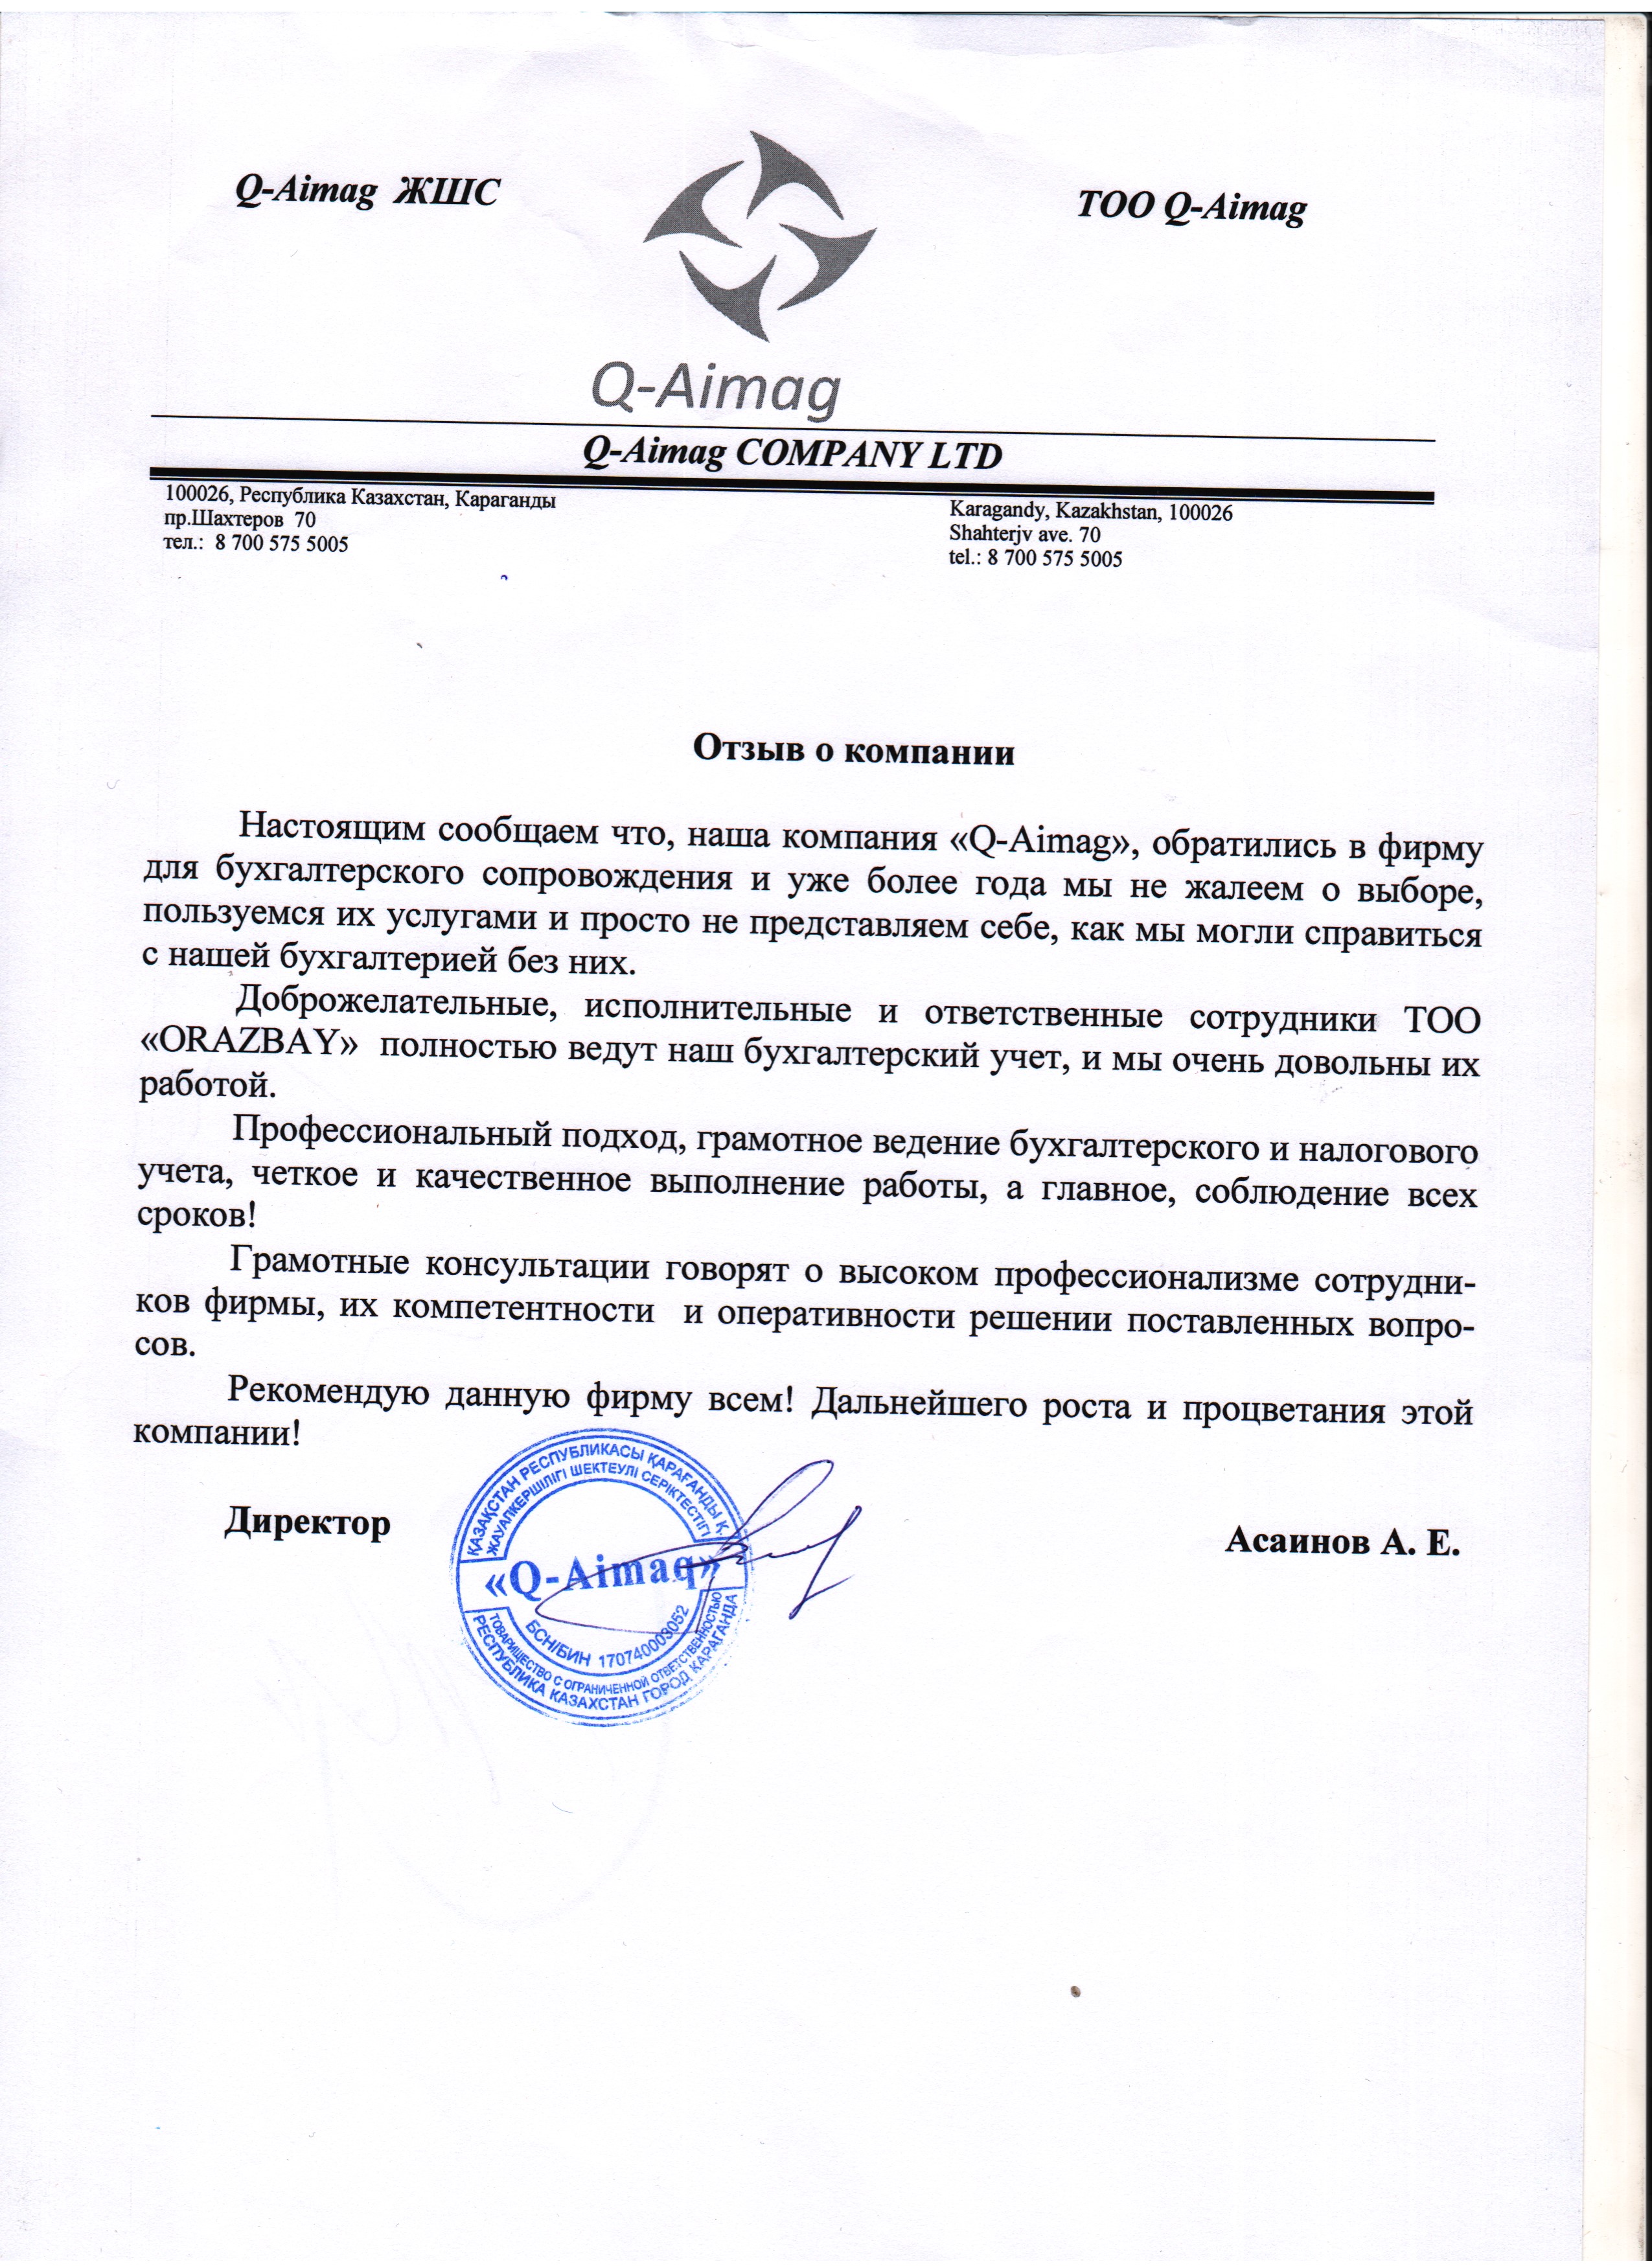 Q-Aimag ЖШС
ТОО Q-Aimag
Q-Aimag
Q-Aimag COMPANY LTD
100026, Республика Казахстан, Караганды
пр.Шахтеров 70
тел.: 8 700 575 5005
Karagandy, Kazakhstan, 100026
Shahterjv ave. 70
tel.: 8 700 575 5005
Отзыв о компании
Настоящим сообщаем что, наша компания «Q-Aimag», обратились в фирму
для бухгалтерского сопровождения и уже более года мы не жалеем о выборе,
пользуемся их услугами и просто не представляем себе, как мы могли справиться
с нашей бухгалтерией без них.
Доброжелательные, исполнительные и ответственные сотрудники ТОО
«ORAZBAY» полностью ведут наш бухгалтерский учет, и мы очень довольны их
работой.
Профессиональный подход, грамотное ведение бухгалтерского и налогового
учета, четкое и качественное выполнение работы, а главное, соблюдение всех
сроков!
Грамотные консультации говорят о высоком профессионализме сотрудни-
ков фирмы, их компетентности и оперативности решении поставленных вопро-
сов.
Рекомендую данную фирму всем! Дальнейшего роста и процветания этой
компании!
Директор
Асаинов А. Е.
ҚАЗАҚСТАН РЕСПУБЛИКАСЫ ҚАРАҒАНДЫ Қ.
ЖАУАПКЕРШІЛІГІ ШЕКТЕУЛІ СЕРІКТЕСТІГІ
«Q-Aimaq»
БСН/БИН 170740003052
ТОВАРИЩЕСТВО С ОГРАНИЧЕННОЙ ОТВЕТСТВЕННОСТЬЮ
РЕСПУБЛИКА КАЗАХСТАН ГОРОД КАРАГАНДА